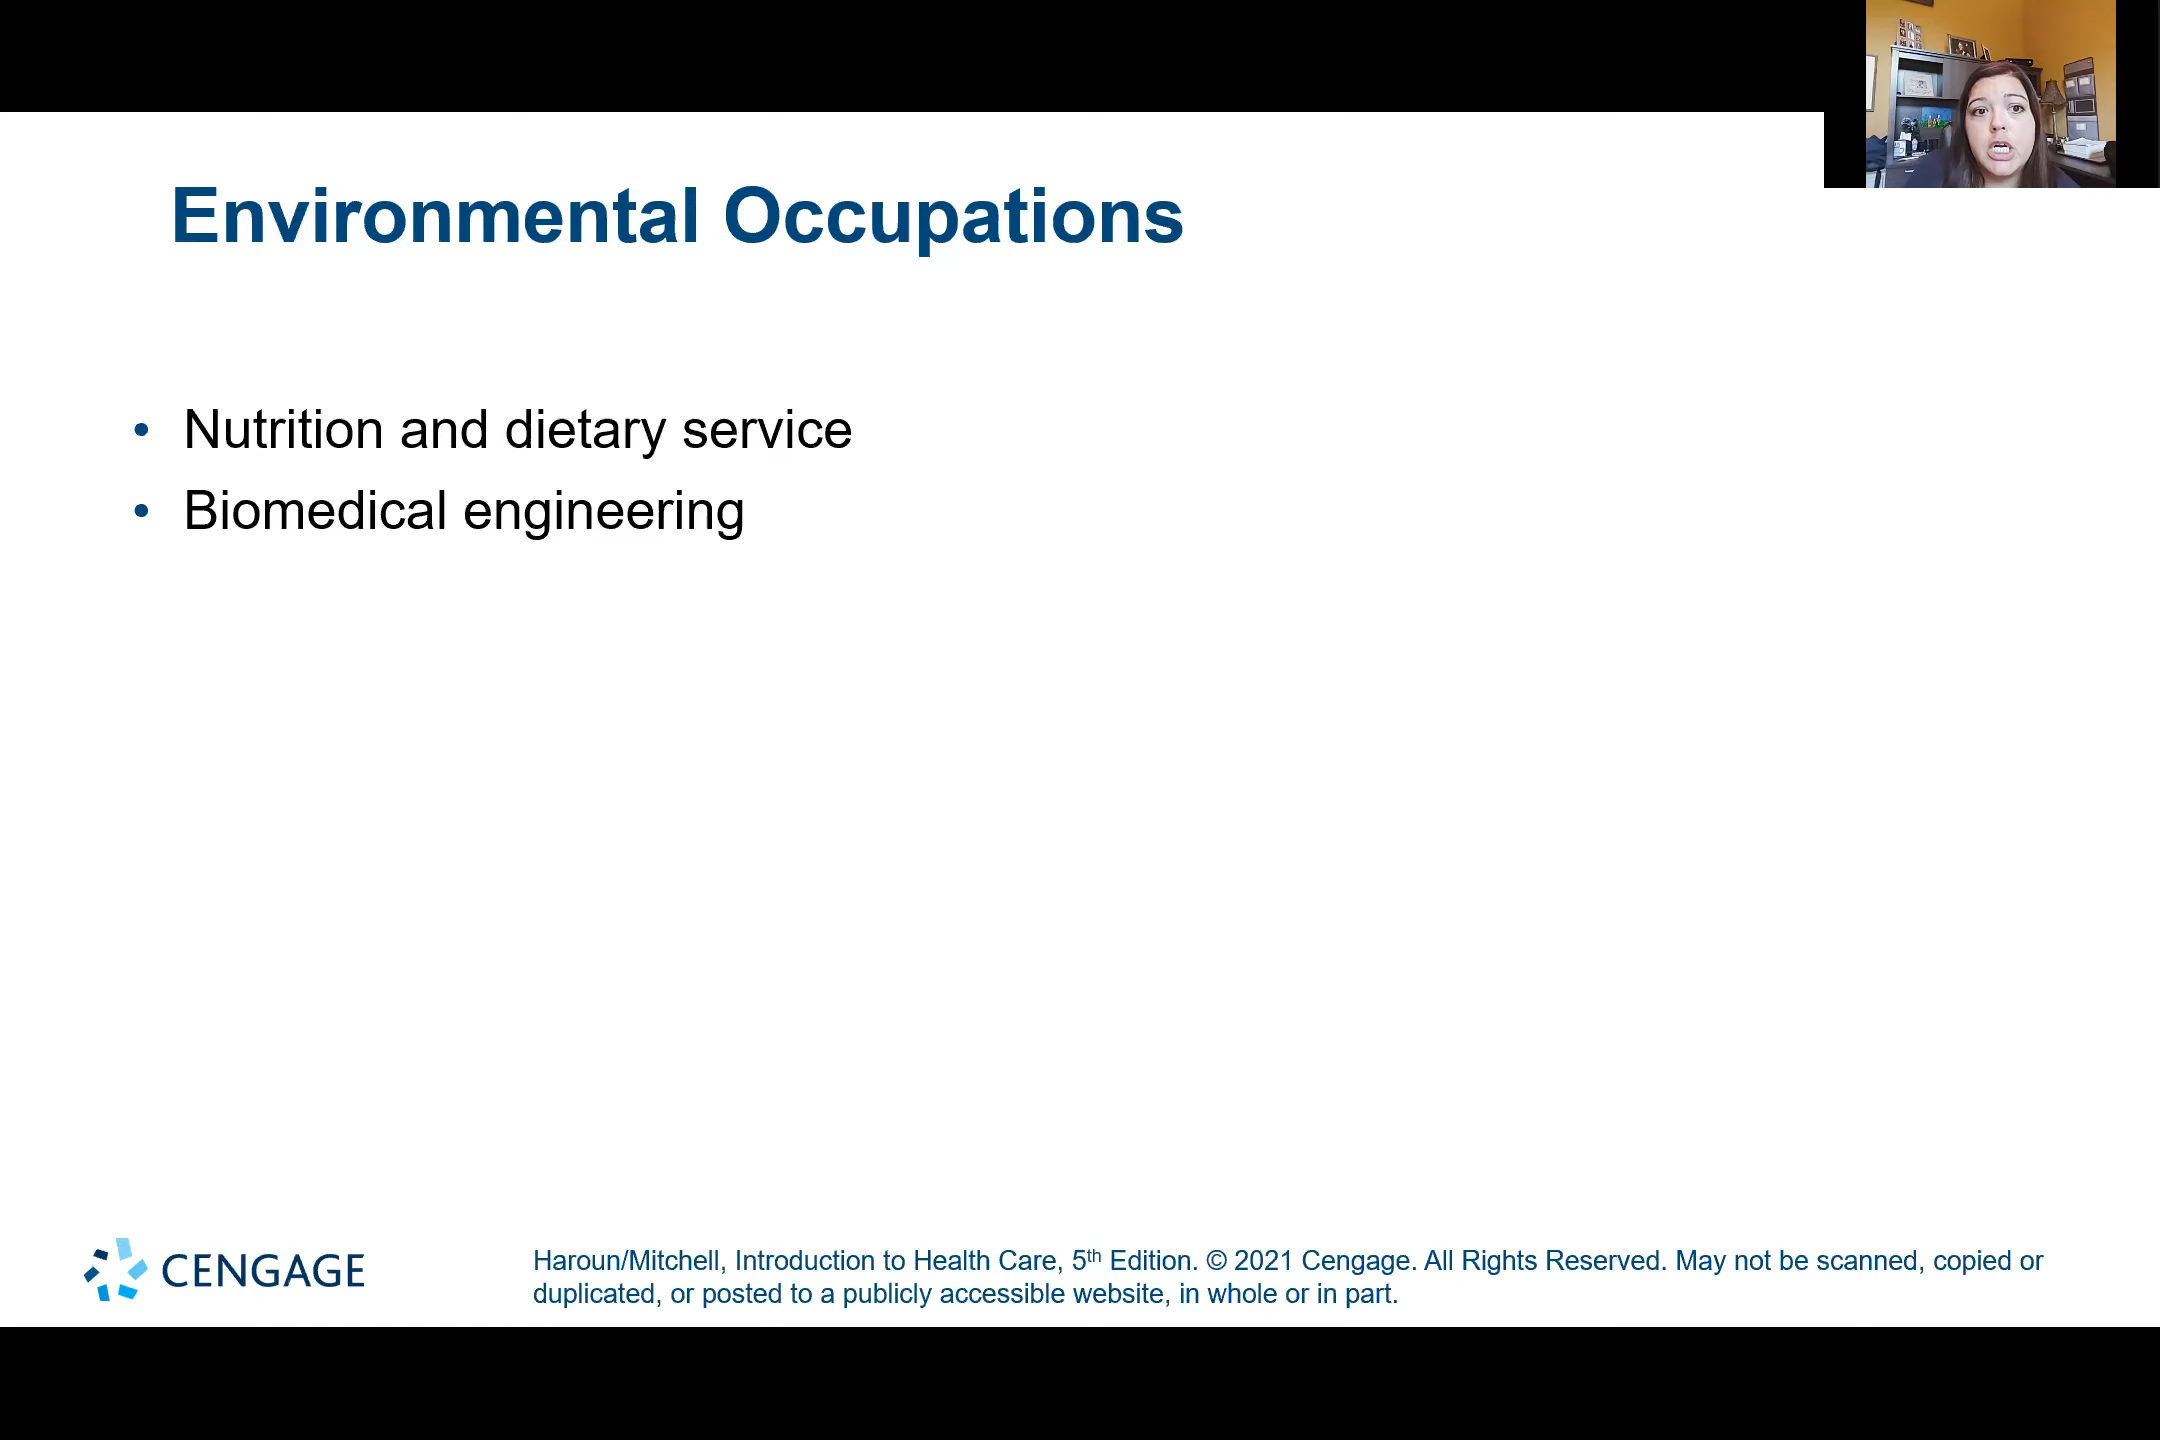 Environmental Occupations
• Nutrition and dietary service
• Biomedical engineering
CENGAGE
Haroun/Mitchell, Introduction to Health Care, 5th Edition. © 2021 Cengage. All Rights Reserved. May not be scanned, copied or
duplicated, or posted to a publicly accessible website, in whole or in part.